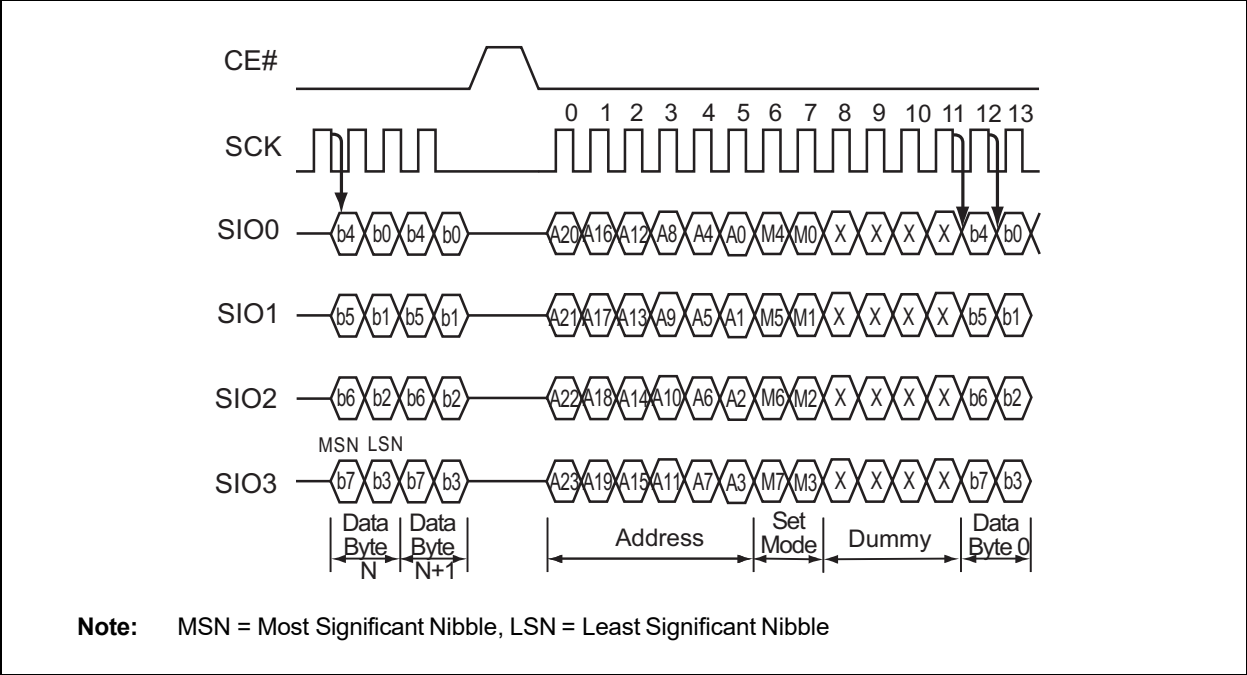 CE#
0 1 2 3 4 5 6 7 8 9 10 11 12 13
SCK
SIO0 b4 b0 b4 b0 A20 A16 A12 A8 A4 A0 M4 M0 X X X X b4 b0
SIO1 b5 b1 b5 b1 A21 A17 A13 A9 A5 A1 M5 M1 X X X X b5 b1
SIO2 b6 b2 b6 b2 A22 A18 A14 A10 A6 A2 M6 M2 X X X X b6 b2
MSN LSN
SIO3 b7 b3 b7 b3 A23 A19 A15 A11 A7 A3 M7 M3 X X X X b7 b3
Data Byte N
Data Byte N+1
Address
Set Mode
Dummy
Data Byte 0
Note: MSN = Most Significant Nibble, LSN = Least Significant Nibble